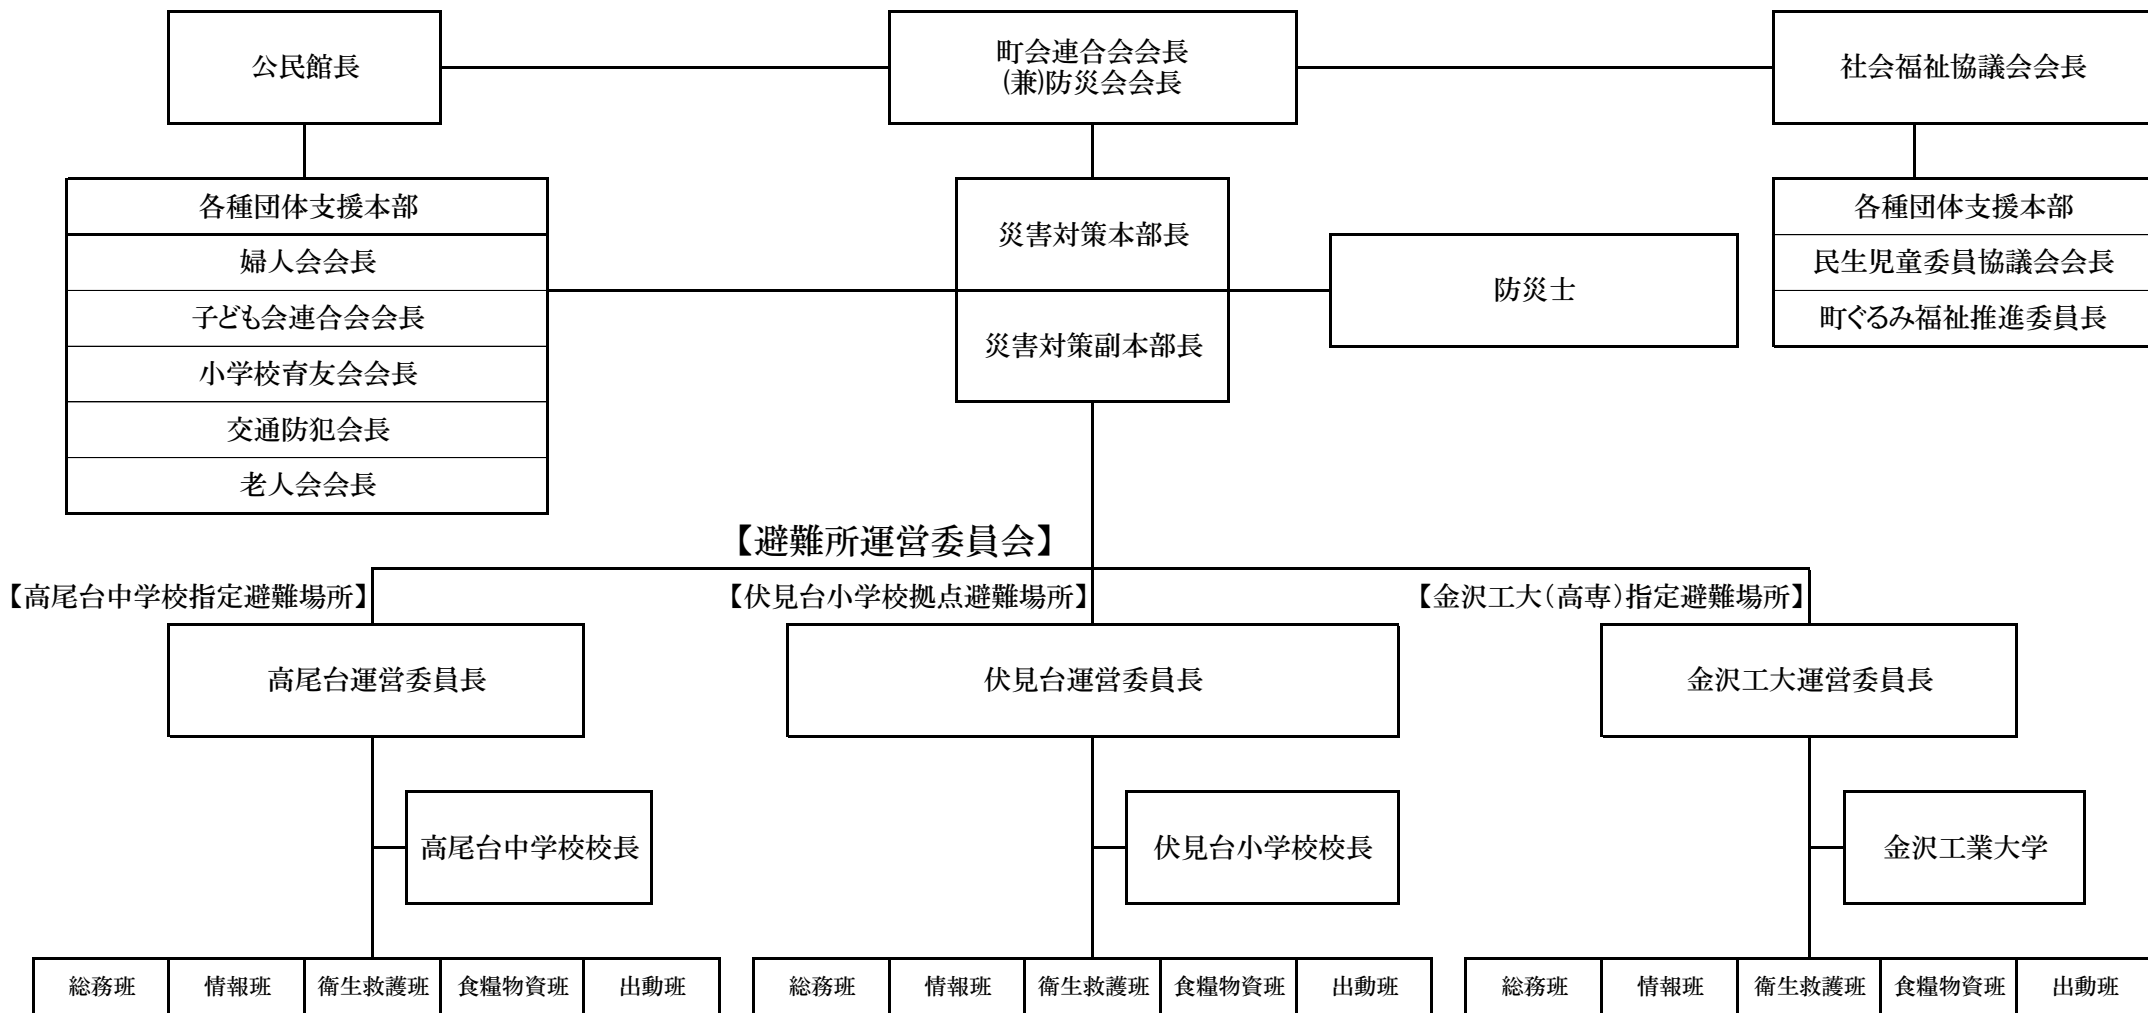 公民館長
町会連合会会長
(兼)防災会会長
社会福祉協議会会長
各種団体支援本部
婦人会会長
子ども会連合会会長
小学校育友会会長
交通防犯会長
老人会会長
災害対策本部長
災害対策副本部長
防災士
各種団体支援本部
民生児童委員協議会会長
町ぐるみ福祉推進委員長
【避難所運営委員会】
【高尾台中学校指定避難場所】
【伏見台小学校拠点避難場所】
【金沢工大(高専)指定避難場所】
高尾台運営委員長
伏見台運営委員長
金沢工大運営委員長
高尾台中学校校長
伏見台小学校校長
金沢工業大学
総務班 情報班 衛生救護班 食糧物資班 出動班
総務班 情報班 衛生救護班 食糧物資班 出動班
総務班 情報班 衛生救護班 食糧物資班 出動班